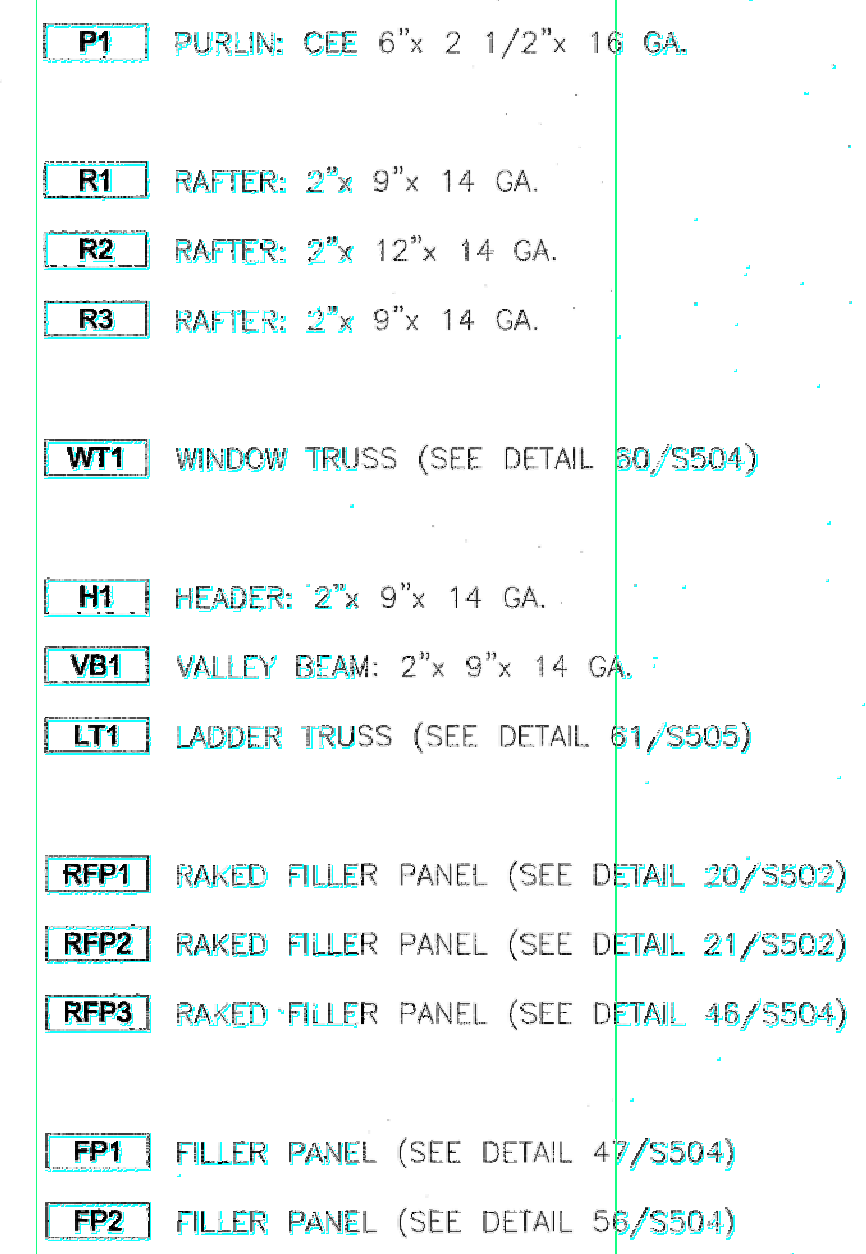 P1 PURLIN: CEE 6"x 2 1/2"x 16 GA.
R1 RAFTER: 2"x 9"x 14 GA.
R2 RAFTER: 2"x 12"x 14 GA.
R3 RAFTER: 2"x 9"x 14 GA.
WT1 WINDOW TRUSS (SEE DETAIL 60/S504)
H1 HEADER: 2"x 9"x 14 GA.
VB1 VALLEY BEAM: 2"x 9"x 14 GA.
LT1 LADDER TRUSS (SEE DETAIL 61/S505)
RFP1 RAKED FILLER PANEL (SEE DETAIL 20/S502)
RFP2 RAKED FILLER PANEL (SEE DETAIL 21/S502)
RFP3 RAKED FILLER PANEL (SEE DETAIL 46/S504)
FP1 FILLER PANEL (SEE DETAIL 47/S504)
FP2 FILLER PANEL (SEE DETAIL 56/S504)